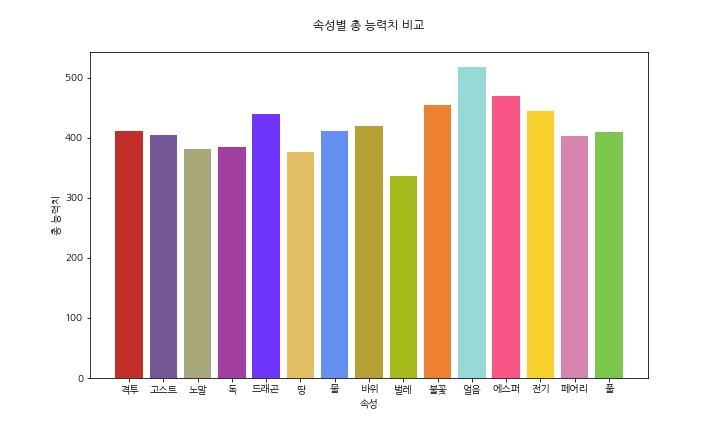 속성별 총 능력치 비교
500
400
300
200
100
0
총 능력치
격투 고스트 노말 독 드래곤 땅 물 바위 벌레 불꽃 얼음 에스퍼 전기 페어리 풀
속성